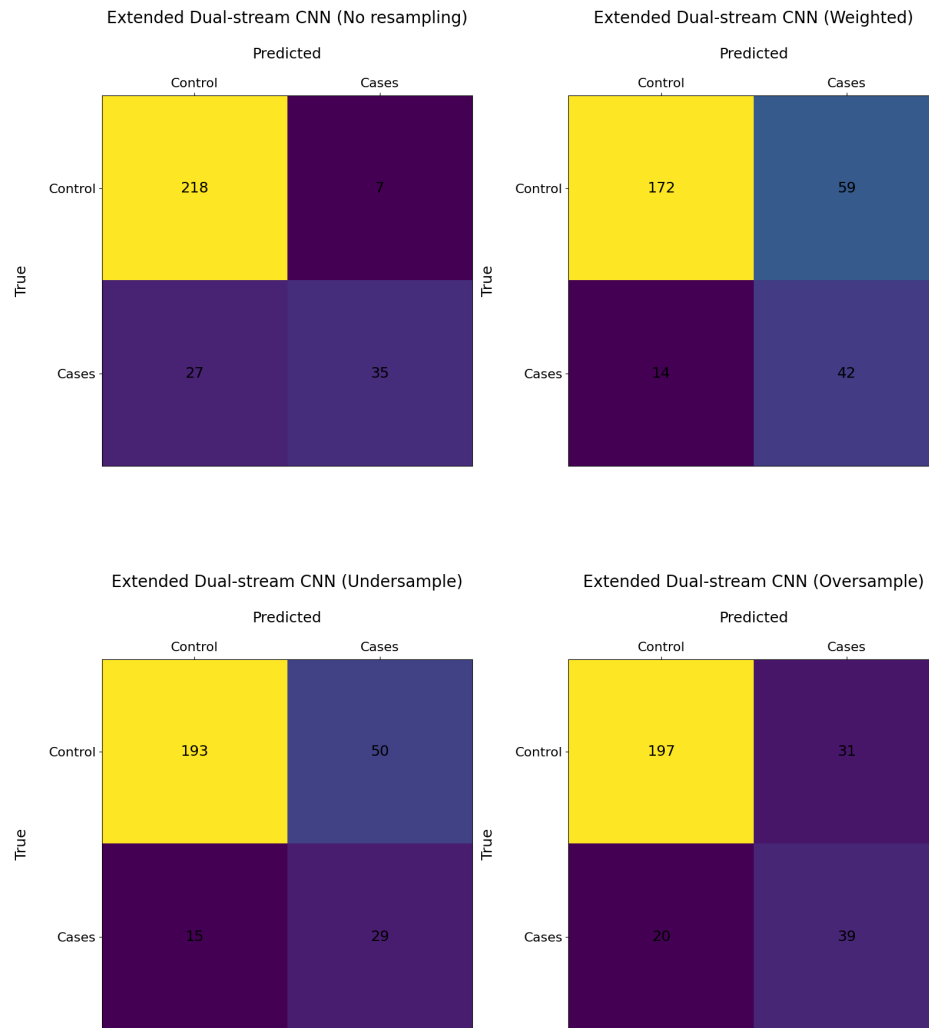 Extended Dual-stream CNN (No resampling)
Predicted
Control Cases
Control 218 7
True
Cases 27 35
Extended Dual-stream CNN (Weighted)
Predicted
Control Cases
Control 172 59
True
Cases 14 42
Extended Dual-stream CNN (Undersample)
Predicted
Control Cases
Control 193 50
True
Cases 15 29
Extended Dual-stream CNN (Oversample)
Predicted
Control Cases
Control 197 31
True
Cases 20 39